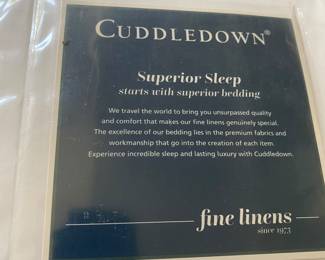 CUDDLEDOWN®
Superior Sleep
starts with superior bedding
We travel the world to bring you unsurpassed quality
and comfort that makes our fine linens genuinely special.
The excellence of our bedding lies in the premium fabrics and
workmanship that go into the creation of each item.
Experience incredible sleep and lasting luxury with Cuddledown.
fine linens
since 1973